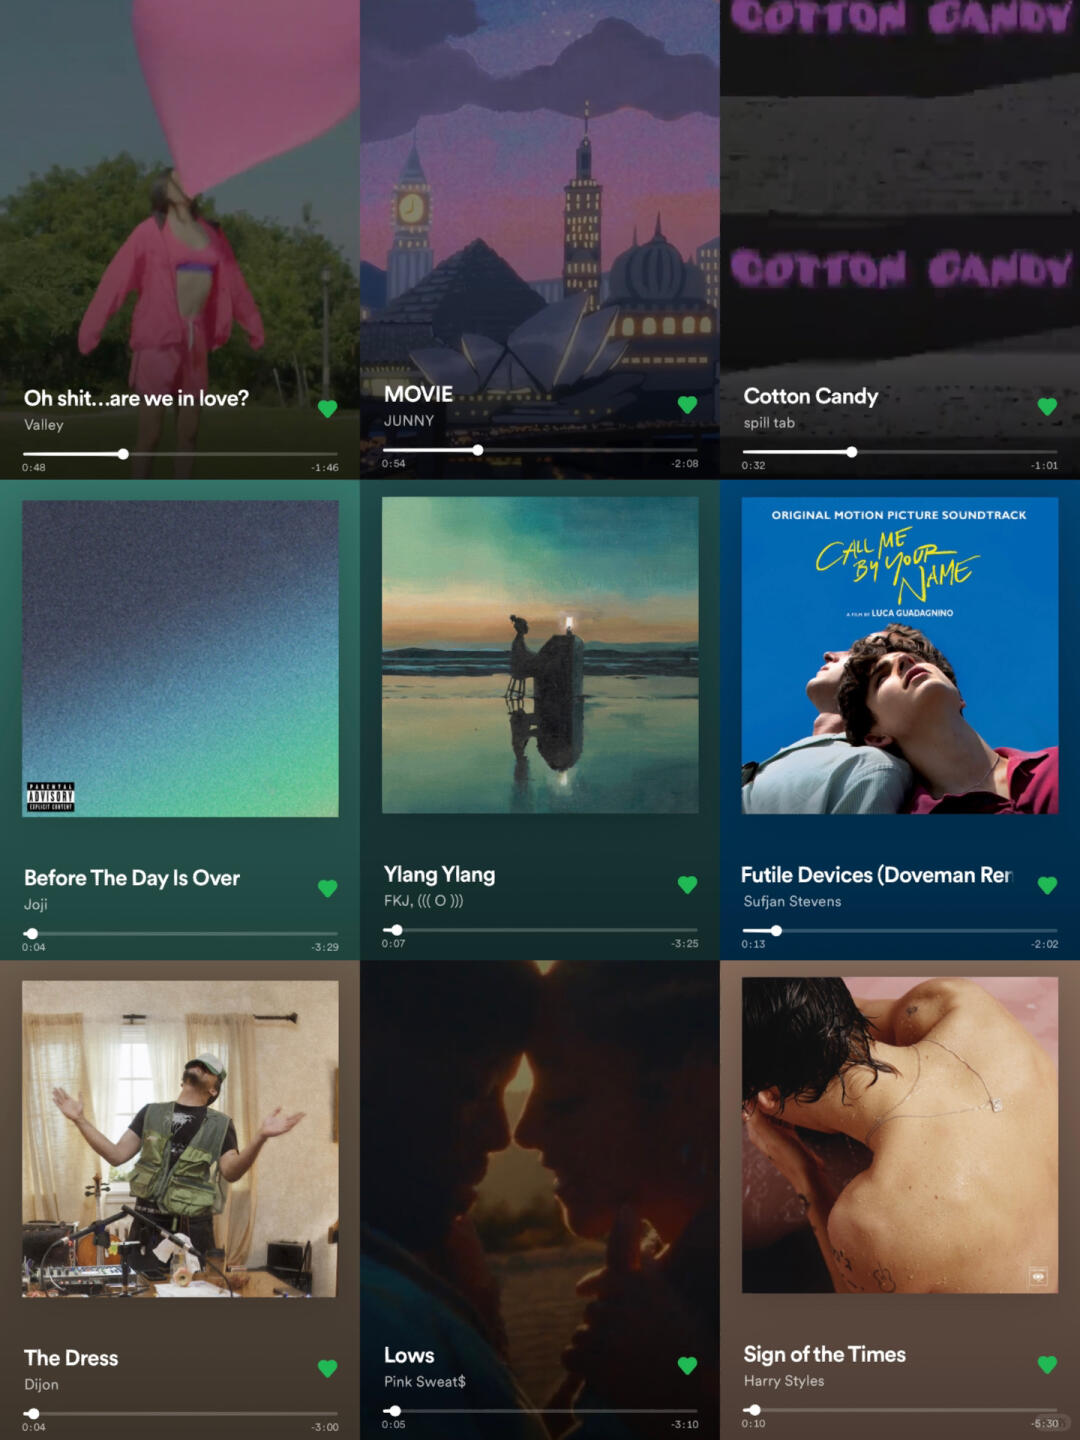 Oh shit...are we in love?
Valley
0:48
-1:46
MOVIE
JUNNY
0:54
-2:08
COTTON CANDY
COTTON CANDY
Cotton Candy
spill tab
0:32
-1:01
PARENTAL
ADVISORY
EXPLICIT CONTENT
Before The Day Is Over
Joji
0:04
-3:29
Ylang Ylang
FKJ, ((( O )))
0:07
-3:25
ORIGINAL MOTION PICTURE SOUNDTRACK
CALL ME
BY YOUR
NAME
A FILM BY LUCA GUADAGNINO
Futile Devices (Doveman Rer
Sufjan Stevens
0:13
-2:02
The Dress
Dijon
0:04
-3:00
Lows
Pink Sweat$
0:05
-3:10
Sign of the Times
Harry Styles
0:10
-5:30